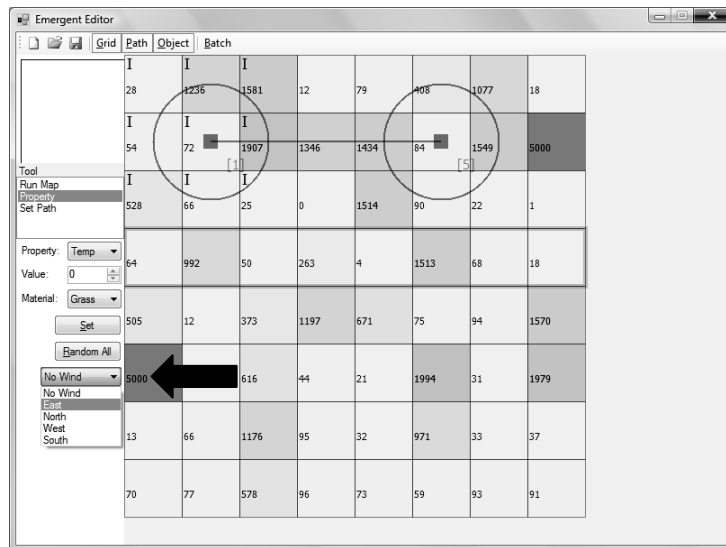 Emergent Editor
Grid Path Object Batch
I I I
28 1236 1581 12 79 408 1077 18
I I I
54 72 1907 1346 1434 84 1549 5000
[1] [5]
Tool
Run Map
Property
Set Path
I I I
528 66 25 0 1514 90 22 1
Property: Temp
64 992 50 263 4 1513 68 18
Value: 0
Material: Grass
Set
505 12 373 1197 671 75 94 1570
Random All
No Wind
5000 616 44 21 1994 31 1979
No Wind
East
North
West
South
13 66 1176 95 32 971 33 37
70 77 578 96 73 59 93 91